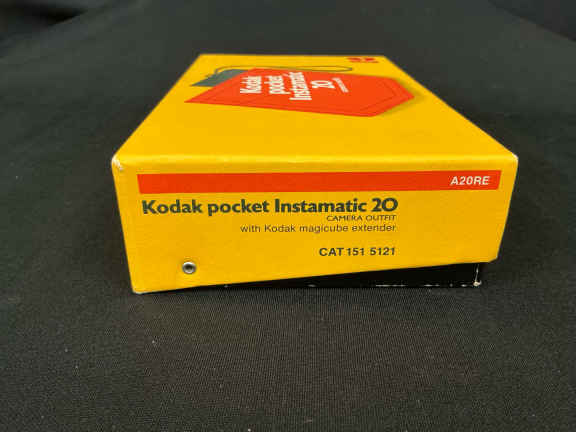 Kodak
pocket
Instamatic
20
A20RE
Kodak pocket Instamatic 20
CAMERA OUTFIT
with Kodak magicube extender
CAT 151 5121